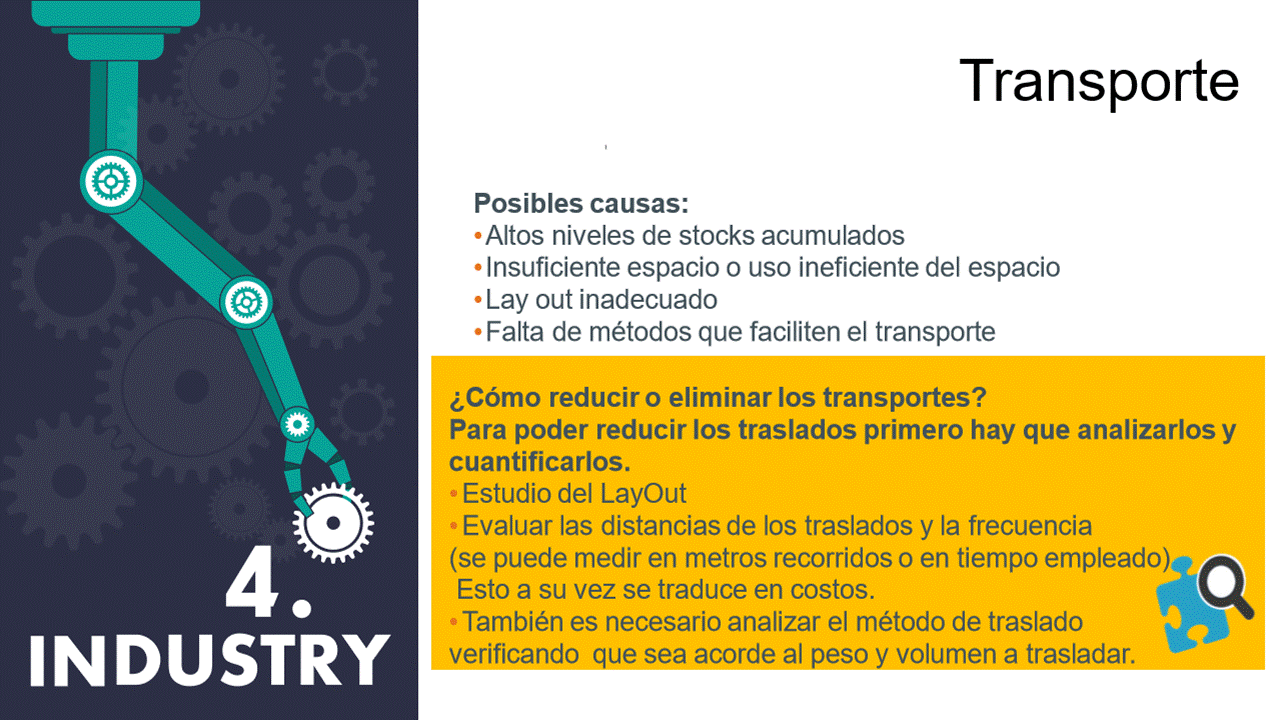 Transporte
Posibles causas:
•Altos niveles de stocks acumulados
•Insuficiente espacio o uso ineficiente del espacio
•Lay out inadecuado
•Falta de métodos que faciliten el transporte
¿Cómo reducir o eliminar los transportes?
Para poder reducir los traslados primero hay que analizarlos y
cuantificarlos.
•Estudio del LayOut
•Evaluar las distancias de los traslados y la frecuencia
(se puede medir en metros recorridos o en tiempo empleado)
Esto a su vez se traduce en costos.
•También es necesario analizar el método de traslado
verificando que sea acorde al peso y volumen a trasladar.
4.
INDUSTRY